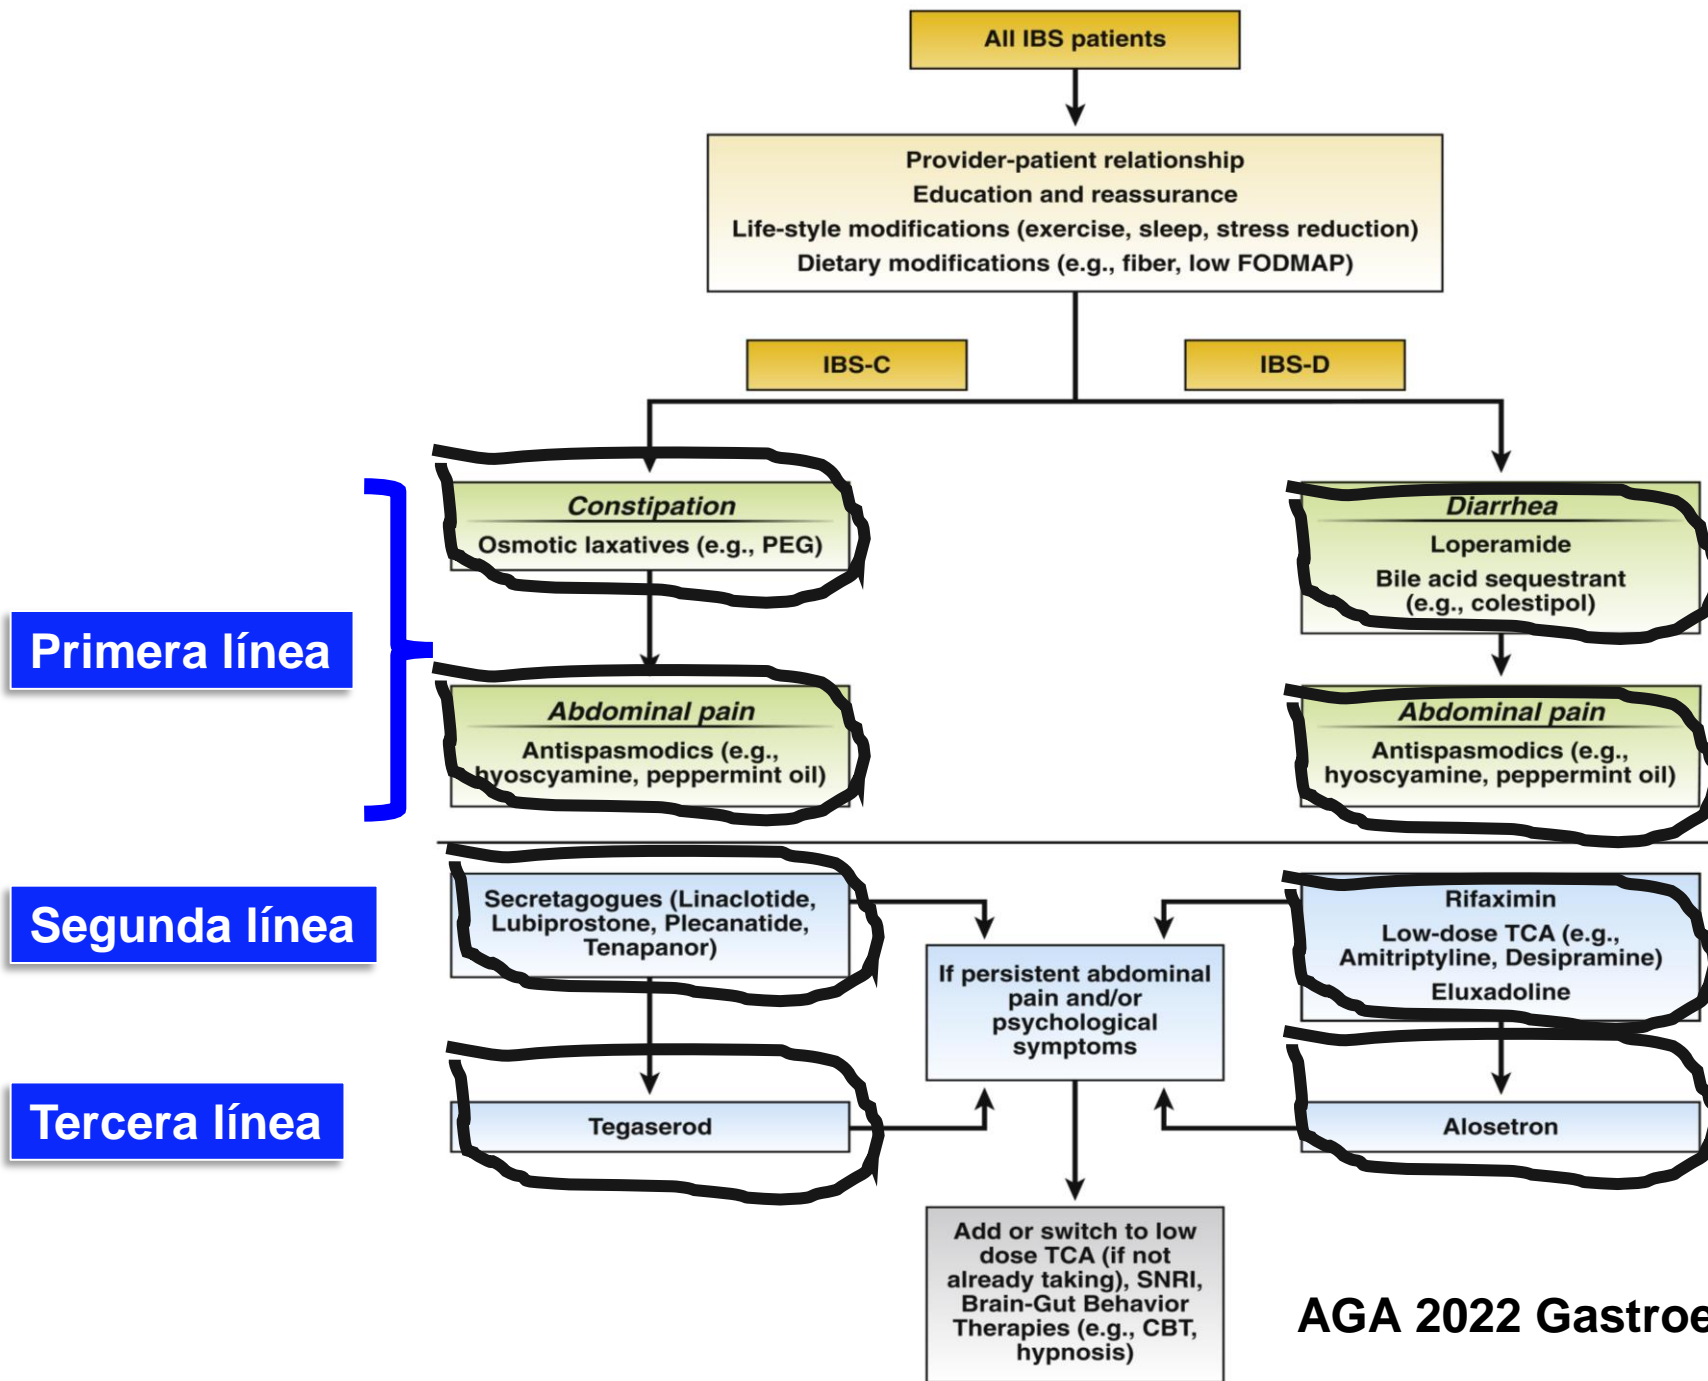 All IBS patients
Provider-patient relationship
Education and reassurance
Life-style modifications (exercise, sleep, stress reduction)
Dietary modifications (e.g., fiber, low FODMAP)
IBS-C
IBS-D
Primera línea
Constipation
Osmotic laxatives (e.g., PEG)
Abdominal pain
Antispasmodics (e.g.,
hyoscyamine, peppermint oil)
Diarrhea
Loperamide
Bile acid sequestrant
(e.g., colestipol)
Abdominal pain
Antispasmodics (e.g.,
hyoscyamine, peppermint oil)
Segunda línea
Secretagogues (Linaclotide,
Lubiprostone, Plecanatide,
Tenapanor)
If persistent abdominal
pain and/or
psychological
symptoms
Rifaximin
Low-dose TCA (e.g.,
Amitriptyline, Desipramine)
Eluxadoline
Tercera línea
Tegaserod
Alosetron
Add or switch to low
dose TCA (if not
already taking), SNRI,
Brain-Gut Behavior
Therapies (e.g., CBT,
hypnosis)
AGA 2022 Gastroe